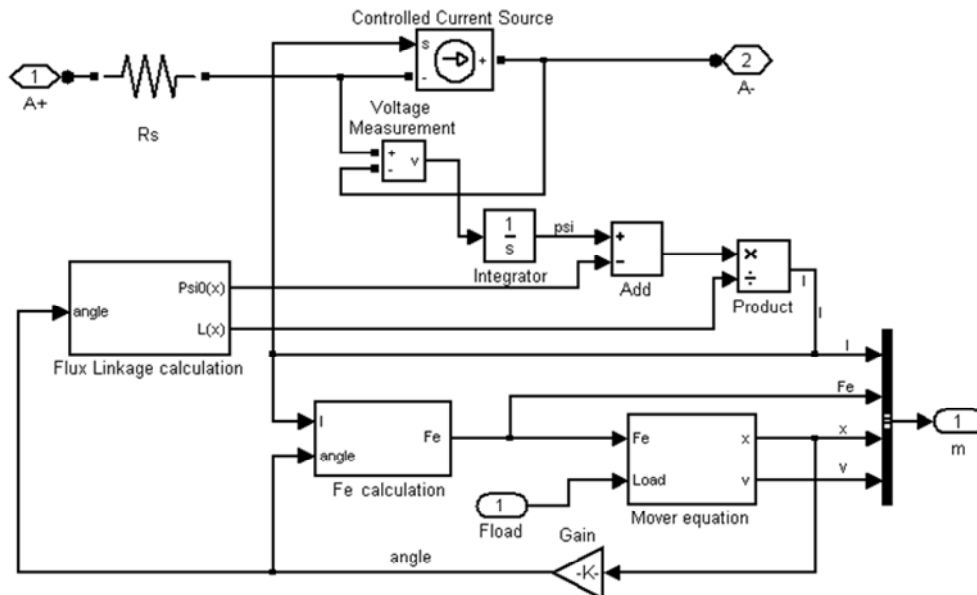 Controlled Current Source
s
-
+
1
A+
Rs
2
A-
Voltage
Measurement
+
-
v
1
s
Integrator
psi
+
-
Add
×
÷
Product
I
I
angle
Psi0(x)
L(x)
Flux Linkage calculation
I
Fe
I
angle
Fe
Fe calculation
Fe
Load
x
v
Mover equation
x
v
1
m
1
Fload
Gain
-K-
angle